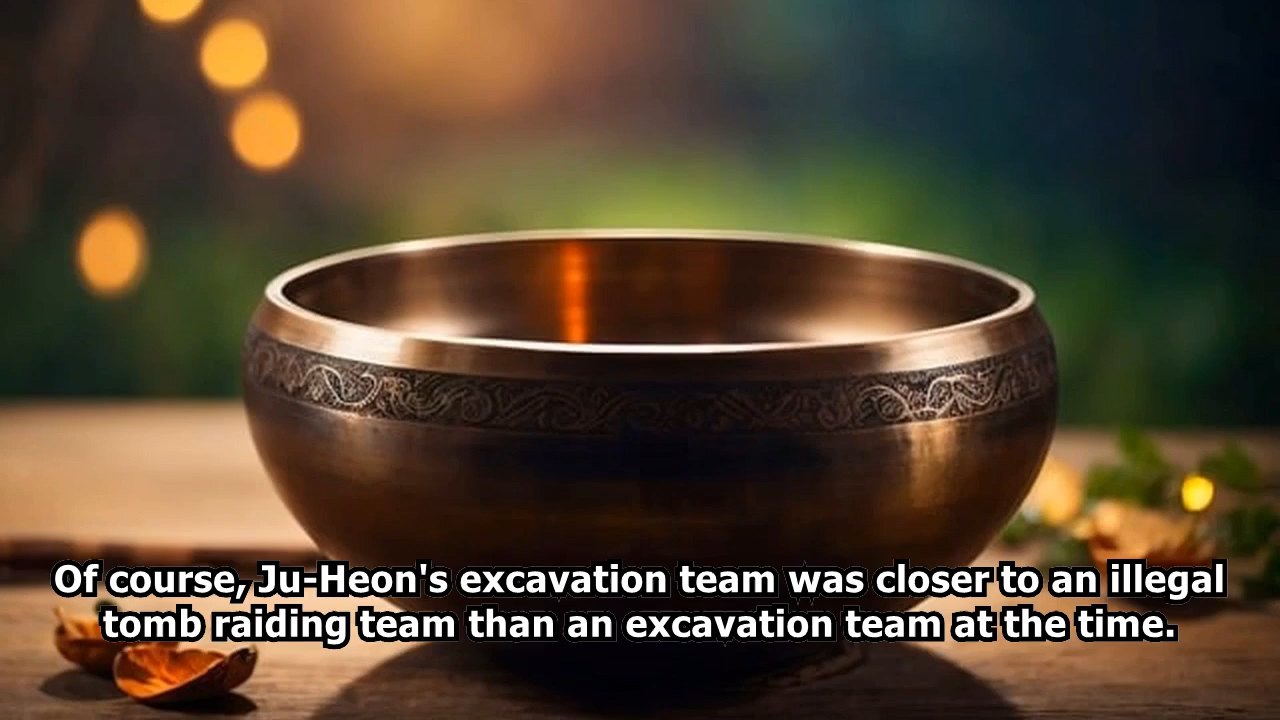 Of course, Ju-Heon's excavation team was closer to an illegal
tomb raiding team than an excavation team at the time.